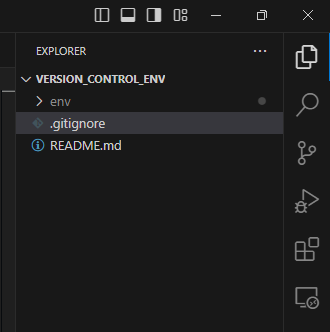 EXPLORER
VERSION_CONTROL_ENV
env
.gitignore
README.md